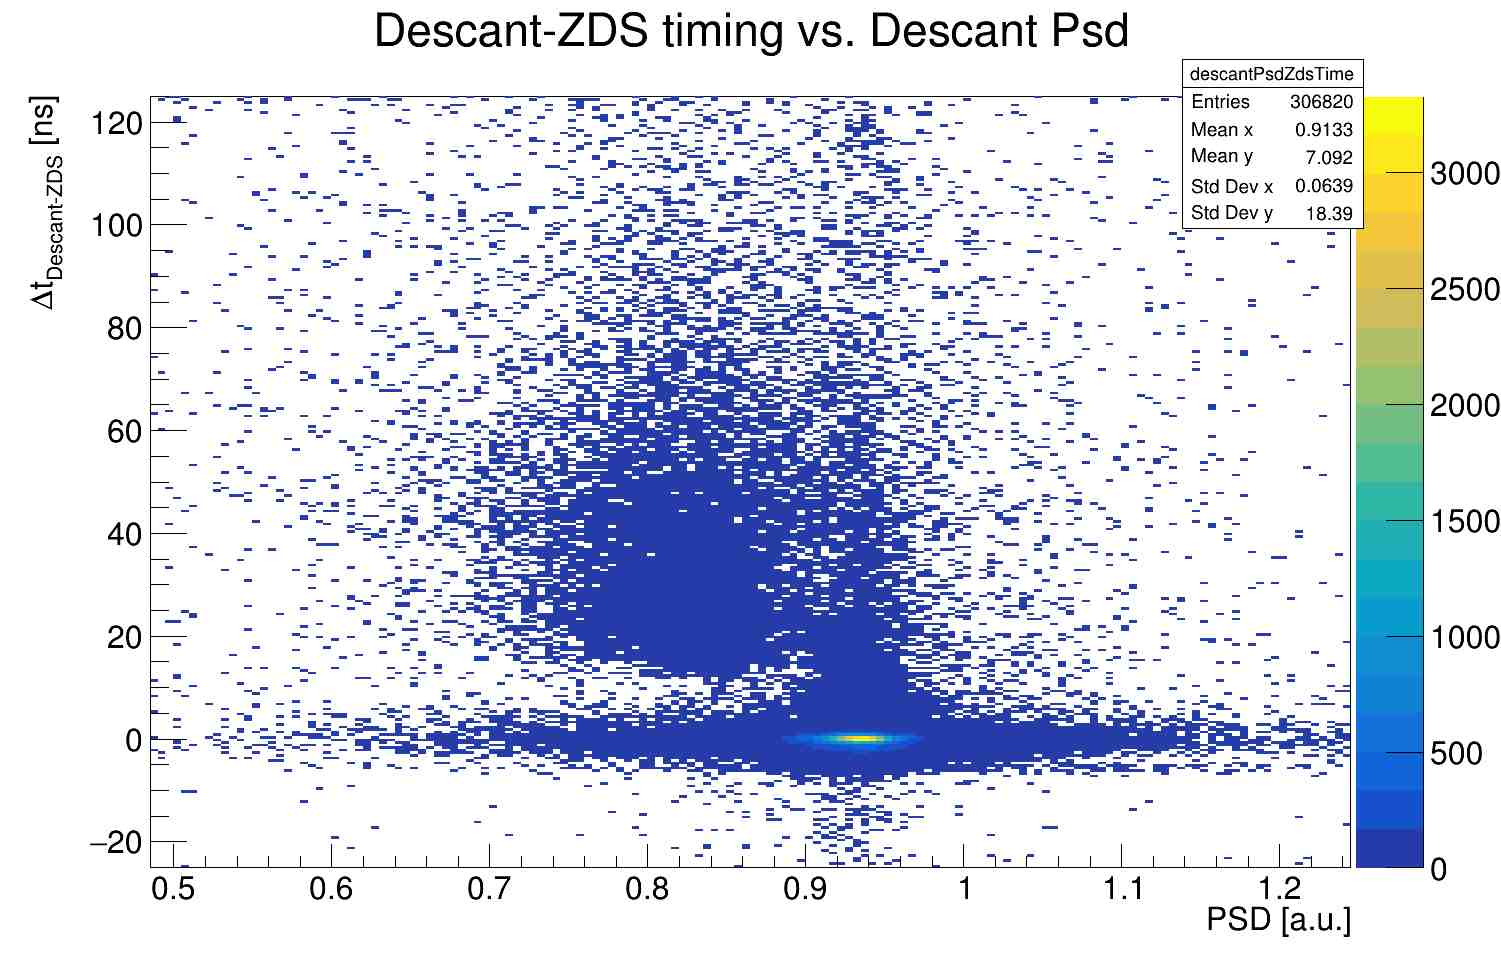 Descant-ZDS timing vs. Descant Psd
descantPsdZdsTime
Entries 306820
Mean x 0.9133
Mean y 7.092
Std Dev x 0.0639
Std Dev y 18.39
ΔtDescant-ZDS [ns]
120
100
80
60
40
20
0
−20
3000
2500
2000
1500
1000
500
0
0.5 0.6 0.7 0.8 0.9 1 1.1 1.2
PSD [a.u.]